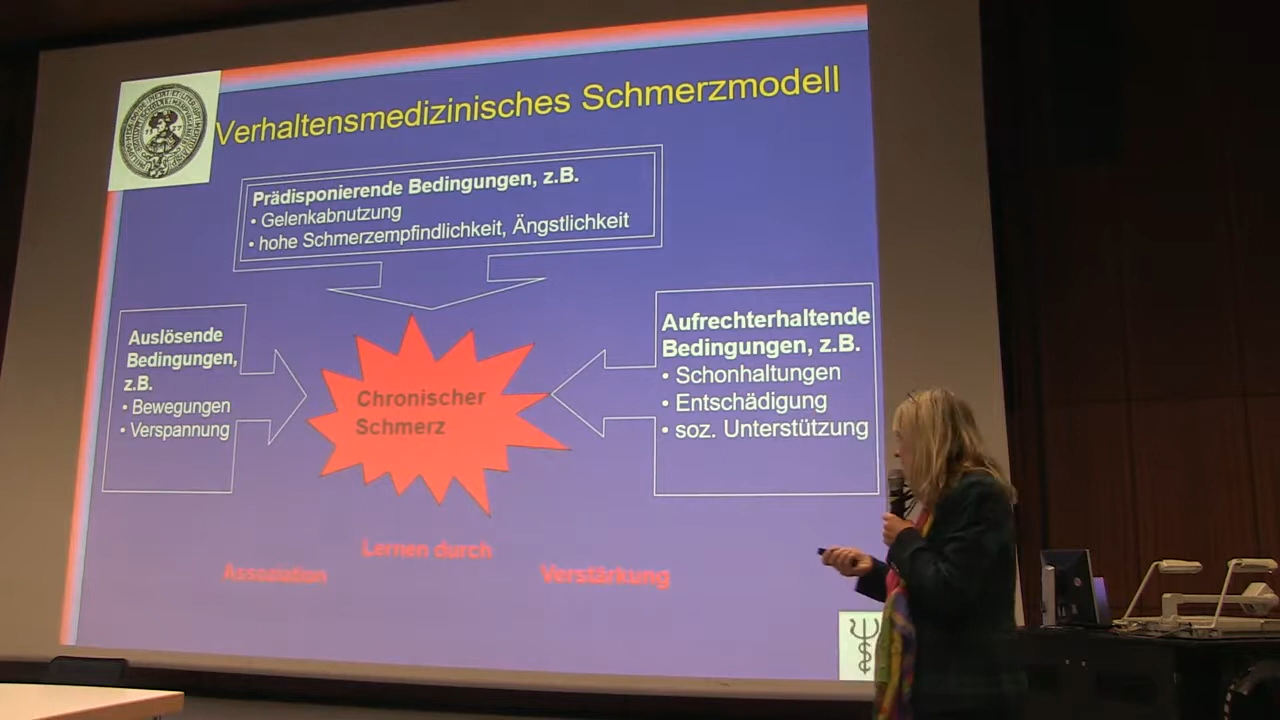 Verhaltensmedizinisches Schmerzmodell
Prädisponierende Bedingungen, z.B.
• Gelenkabnutzung
• hohe Schmerzempfindlichkeit, Ängstlichkeit
Auslösende
Bedingungen,
z.B.
• Bewegungen
• Verspannung
Chronischer
Schmerz
Aufrechterhaltende
Bedingungen, z.B.
• Schonhaltungen
• Entschädigung
• soz. Unterstützung
Lernen durch
Assoziation
Verstärkung